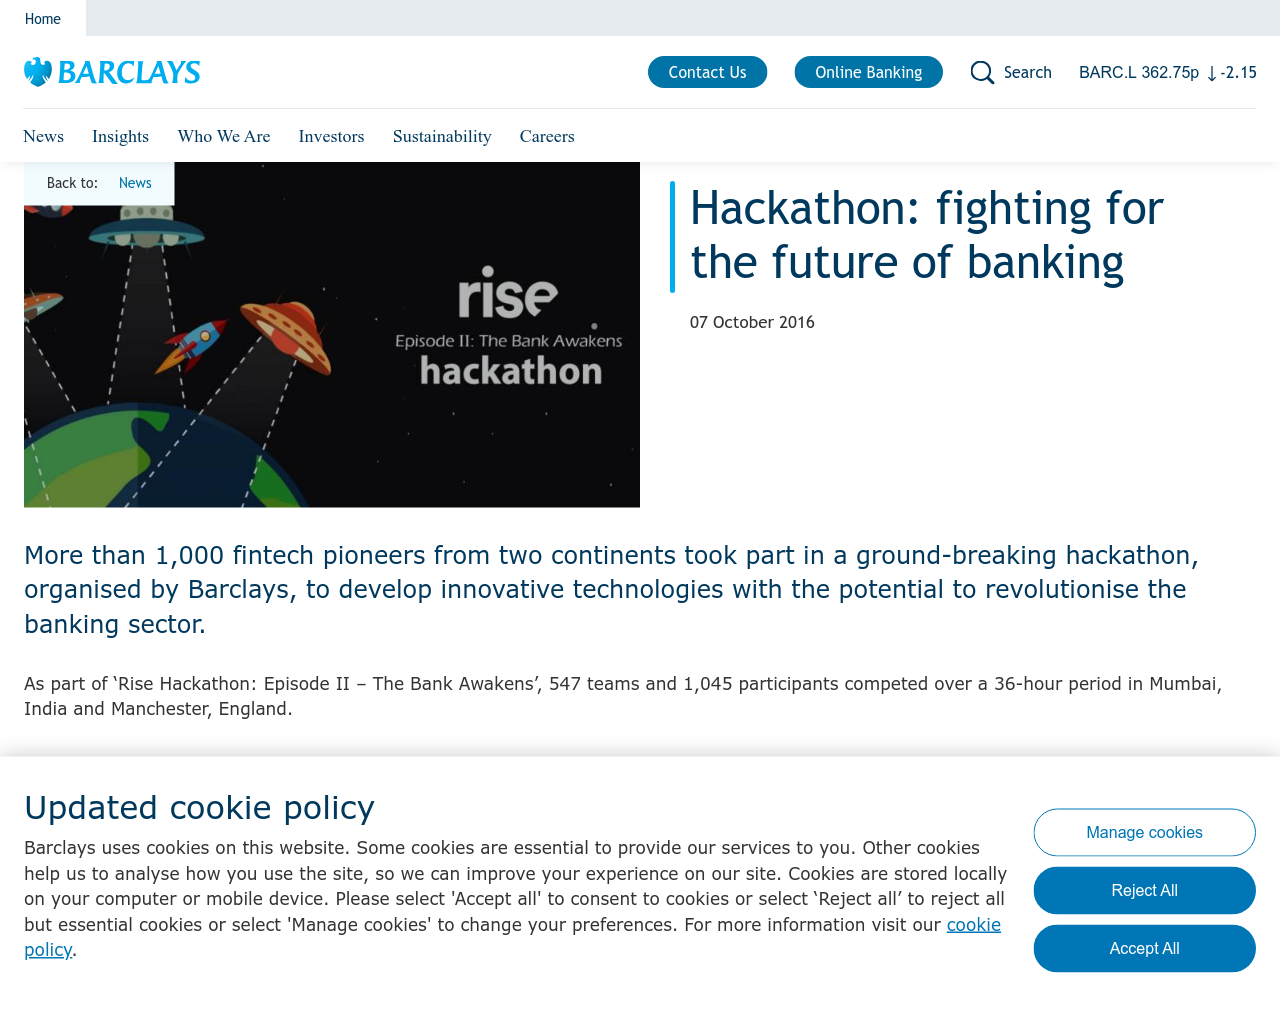 Home
BARCLAYS
Contact Us
Online Banking
Search
BARC.L 362.75p ↓ -2.15
News
Insights
Who We Are
Investors
Sustainability
Careers
Back to: News
rise
Episode II: The Bank Awakens
hackathon
Hackathon: fighting for
the future of banking
07 October 2016
More than 1,000 fintech pioneers from two continents took part in a ground-breaking hackathon,
organised by Barclays, to develop innovative technologies with the potential to revolutionise the
banking sector.
As part of ‘Rise Hackathon: Episode II – The Bank Awakens’, 547 teams and 1,045 participants competed over a 36-hour period in Mumbai,
India and Manchester, England.
Updated cookie policy
Barclays uses cookies on this website. Some cookies are essential to provide our services to you. Other cookies
help us to analyse how you use the site, so we can improve your experience on our site. Cookies are stored locally
on your computer or mobile device. Please select 'Accept all' to consent to cookies or select ‘Reject all’ to reject all
but essential cookies or select 'Manage cookies' to change your preferences. For more information visit our cookie
policy.
Manage cookies
Reject All
Accept All